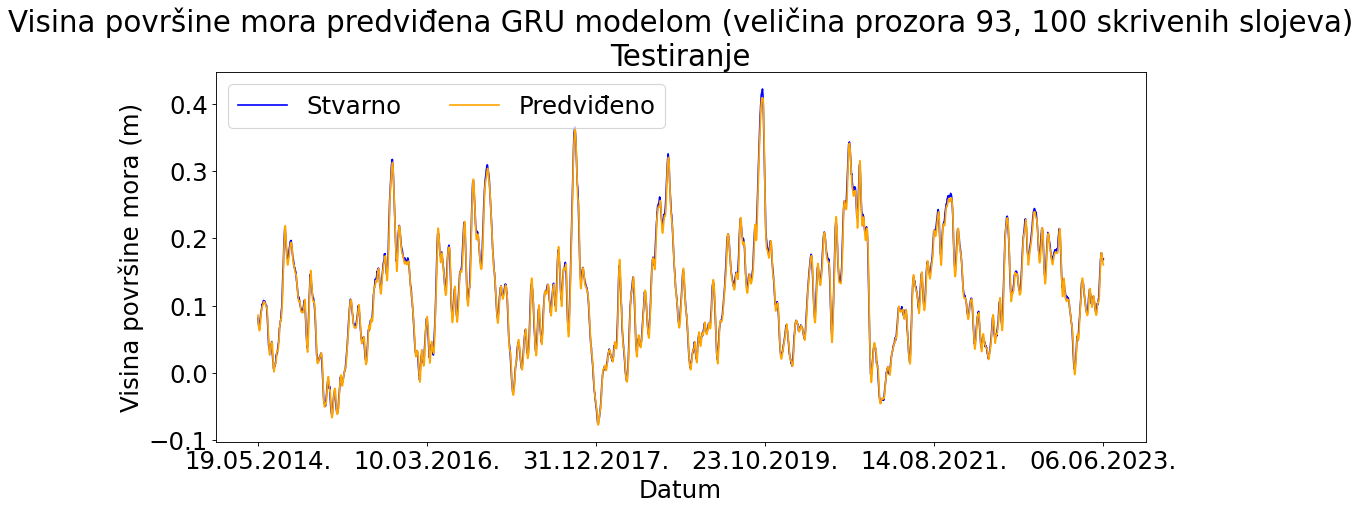 Visina površine mora predviđena GRU modelom (veličina prozora 93, 100 skrivenih slojeva)
Testiranje
Stvarno Predviđeno
Visina površine mora (m)
0.4
0.3
0.2
0.1
0.0
−0.1
19.05.2014. 10.03.2016. 31.12.2017. 23.10.2019. 14.08.2021. 06.06.2023.
Datum